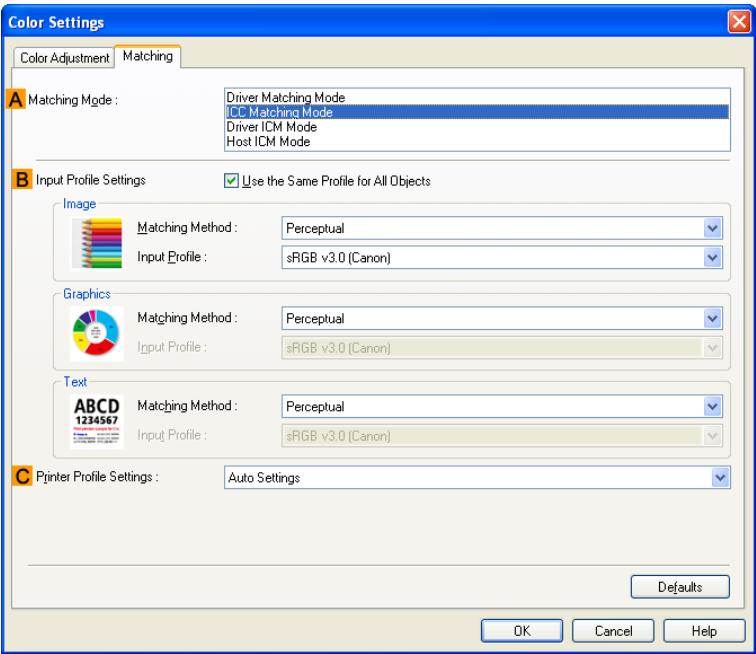 Color Settings
Color Adjustment Matching
A Matching Mode :
Driver Matching Mode
ICC Matching Mode
Driver ICM Mode
Host ICM Mode
B Input Profile Settings Use the Same Profile for All Objects
Image
Matching Method : Perceptual
Input Profile : sRGB v3.0 (Canon)
Graphics
Matching Method : Perceptual
Input Profile : sRGB v3.0 (Canon)
Text
ABCD
1234567
Matching Method : Perceptual
Input Profile : sRGB v3.0 (Canon)
C Printer Profile Settings : Auto Settings
Defaults
OK Cancel Help